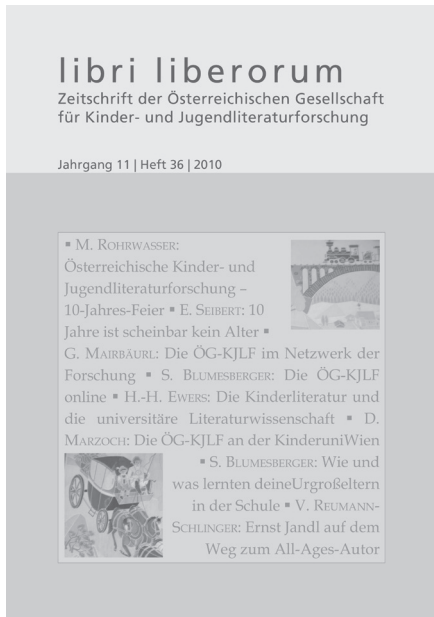 libri liberorum
Zeitschrift der Österreichischen Gesellschaft
für Kinder- und Jugendliteraturforschung
Jahrgang 11 | Heft 36 | 2010
▪ M. ROHRWASSER:
Österreichische Kinder- und
Jugendliteraturforschung –
10-Jahres-Feier ▪ E. SEIBERT: 10
Jahre ist scheinbar kein Alter ▪
G. MAIRBÄURL: Die ÖG-KJLF im Netzwerk der
Forschung ▪ S. BLUMESBERGER: Die ÖG-KJLF
online ▪ H.-H. EWERS: Die Kinderliteratur und
die universitäre Literaturwissenschaft ▪ D.
MARZOCH: Die ÖG-KJLF an der KinderuniWien
▪ S. BLUMESBERGER: Wie und
was lernten deineUrgroßeltern
in der Schule ▪ V. REUMANN-
SCHLINGER: Ernst Jandl auf dem
Weg zum All-Ages-Autor